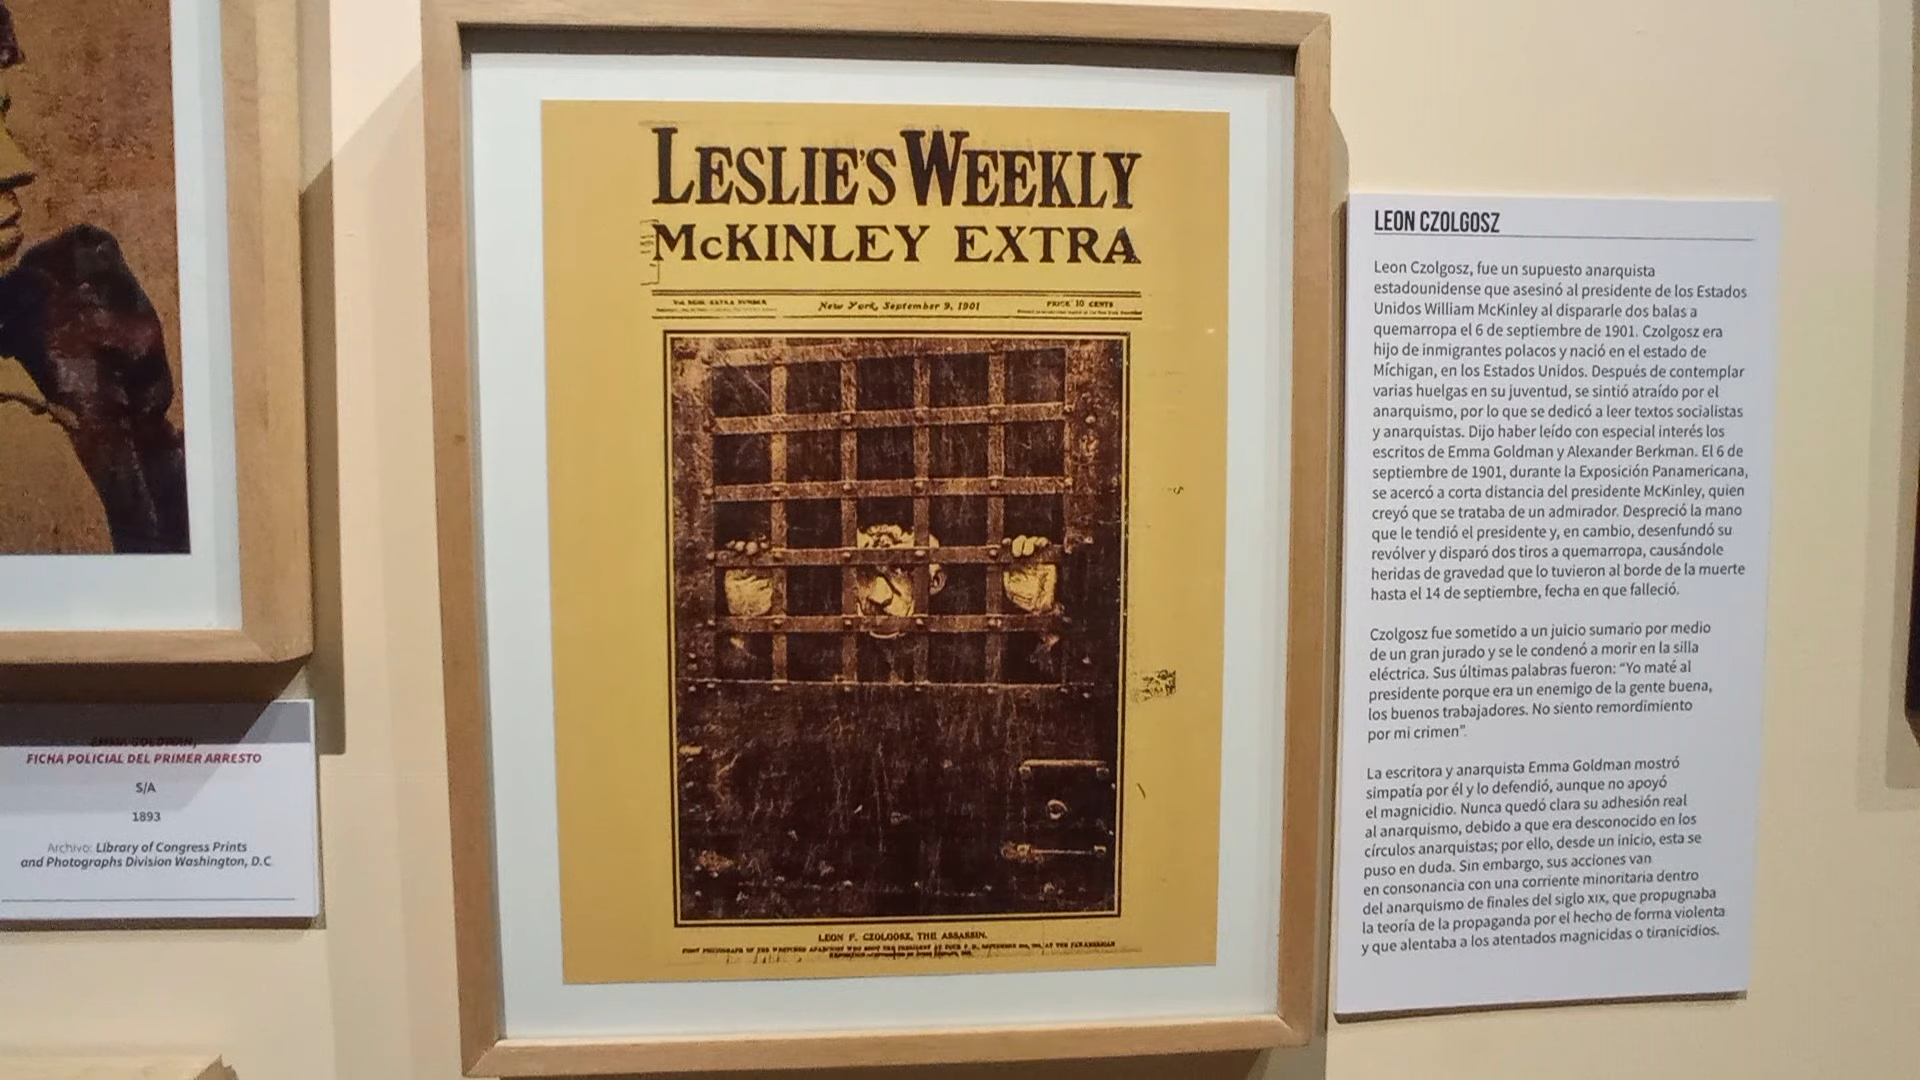 LESLIE'S WEEKLY
McKINLEY EXTRA
New York, September 9, 1901
PRICE 10 CENTS
LEON F. CZOLGOSZ, THE ASSASSIN.
LEON CZOLGOSZ
Leon Czolgosz, fue un supuesto anarquista
estadounidense que asesinó al presidente de los Estados
Unidos William McKinley al dispararle dos balas a
quemarropa el 6 de septiembre de 1901. Czolgosz era
hijo de inmigrantes polacos y nació en el estado de
Míchigan, en los Estados Unidos. Después de contemplar
varias huelgas en su juventud, se sintió atraído por el
anarquismo, por lo que se dedicó a leer textos socialistas
y anarquistas. Dijo haber leído con especial interés los
escritos de Emma Goldman y Alexander Berkman. El 6 de
septiembre de 1901, durante la Exposición Panamericana,
se acercó a corta distancia del presidente McKinley, quien
creyó que se trataba de un admirador. Despreció la mano
que le tendió el presidente y, en cambio, desenfundó su
revólver y disparó dos tiros a quemarropa, causándole
heridas de gravedad que lo tuvieron al borde de la muerte
hasta el 14 de septiembre, fecha en que falleció.
Czolgosz fue sometido a un juicio sumario por medio
de un gran jurado y se le condenó a morir en la silla
eléctrica. Sus últimas palabras fueron: “Yo maté al
presidente porque era un enemigo de la gente buena,
los buenos trabajadores. No siento remordimiento
por mi crimen”.
La escritora y anarquista Emma Goldman mostró
simpatía por él y lo defendió, aunque no apoyó
el magnicidio. Nunca quedó clara su adhesión real
al anarquismo, debido a que era desconocido en los
círculos anarquistas; por ello, desde un inicio, esta se
puso en duda. Sin embargo, sus acciones van
en consonancia con una corriente minoritaria dentro
del anarquismo de finales del siglo XIX, que propugnaba
la teoría de la propaganda por el hecho de forma violenta
y que alentaba a los atentados magnicidas o tiranicidios.
EMMA GOLDMAN,
FICHA POLICIAL DEL PRIMER ARRESTO
S/A
1893
Archivo: Library of Congress Prints
and Photographs Division Washington, D.C